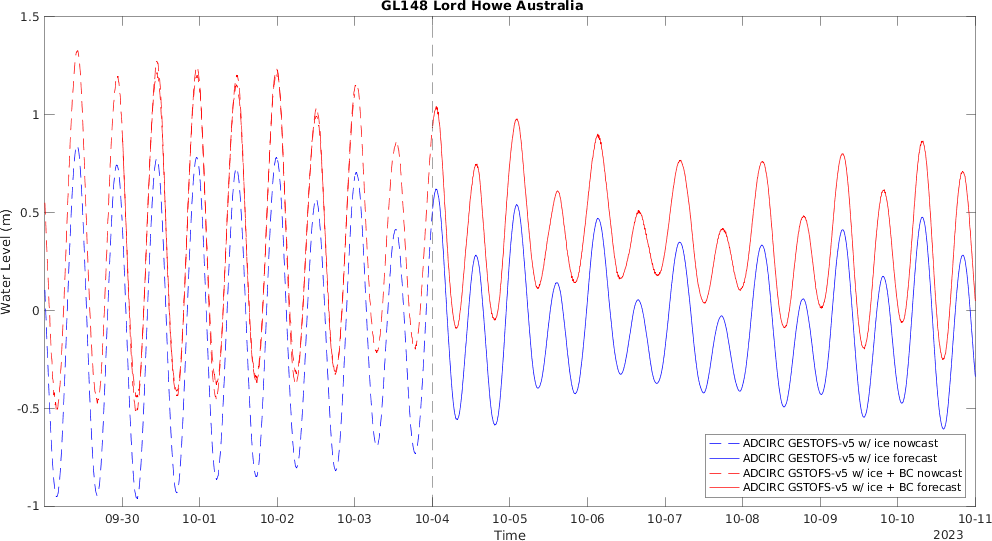 GL148 Lord Howe Australia
1.5
1
0.5
0
-0.5
-1
Water Level (m)
09-30 10-01 10-02 10-03 10-04 10-05 10-06 10-07 10-08 10-09 10-10 10-11
Time
2023
ADCIRC GESTOFS-v5 w/ ice nowcast
ADCIRC GESTOFS-v5 w/ ice forecast
ADCIRC GSTOFS-v5 w/ ice + BC nowcast
ADCIRC GSTOFS-v5 w/ ice + BC forecast